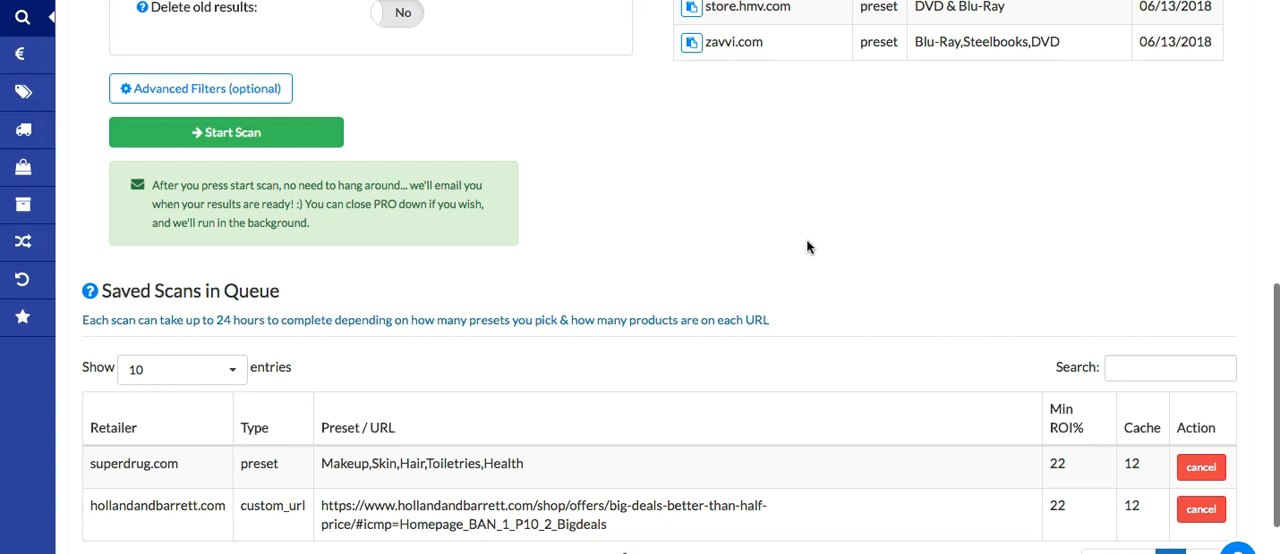 Delete old results:
No
store.hmv.com preset DVD & Blu-Ray 06/13/2018
zavvi.com preset Blu-Ray,Steelbooks,DVD 06/13/2018
Advanced Filters (optional)
Start Scan
After you press start scan, no need to hang around... we'll email you
when your results are ready! :) You can close PRO down if you wish,
and we'll run in the background.
Saved Scans in Queue
Each scan can take up to 24 hours to complete depending on how many presets you pick & how many products are on each URL
Show 10 entries
Search:
Retailer Type Preset / URL Min ROI% Cache Action
superdrug.com preset Makeup,Skin,Hair,Toiletries,Health 22 12 cancel
hollandandbarrett.com custom_url https://www.hollandandbarrett.com/shop/offers/big-deals-better-than-half-
price/#icmp=Homepage_BAN_1_P10_2_Bigdeals 22 12 cancel